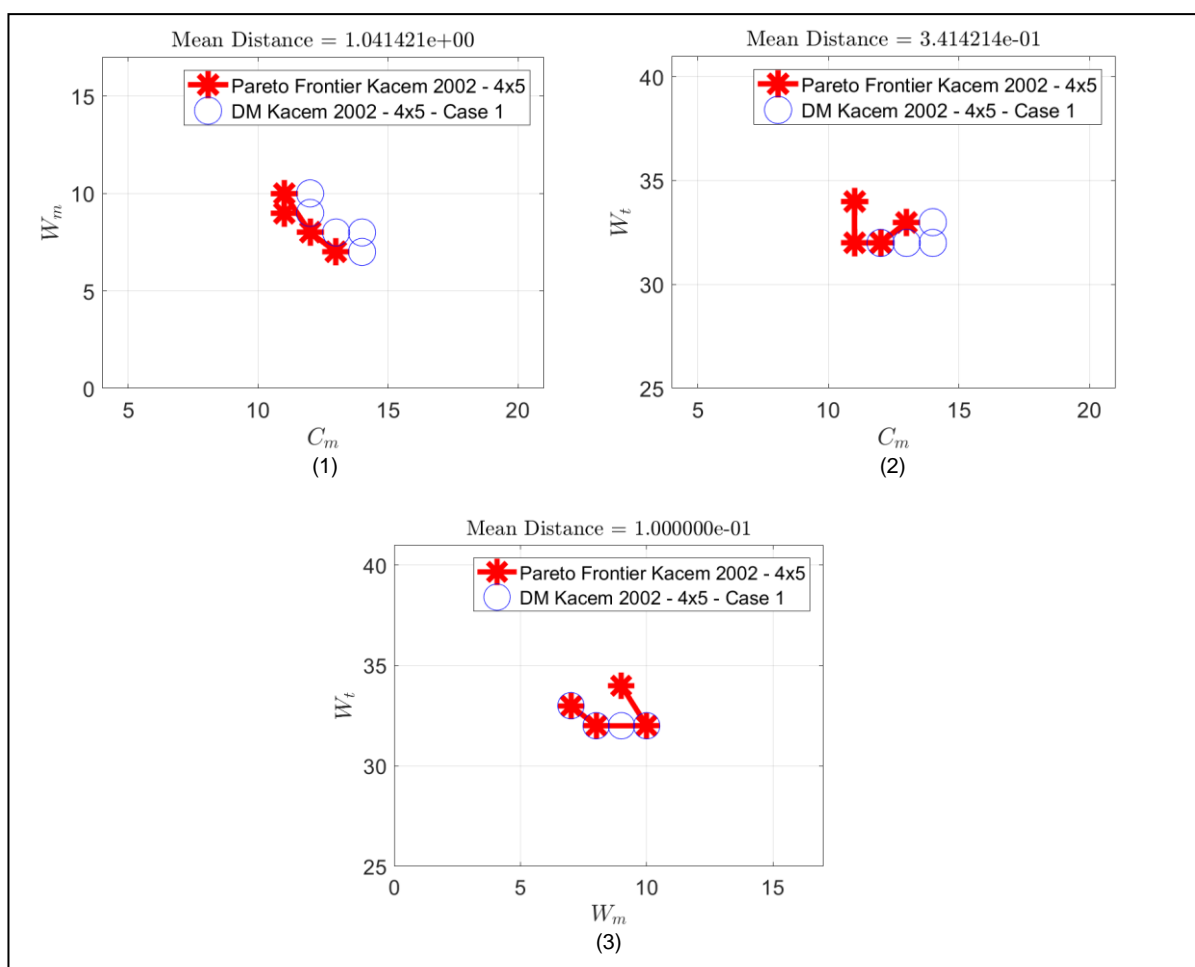 Mean Distance = 1.041421e+00
Pareto Frontier Kacem 2002 - 4x5
DM Kacem 2002 - 4x5 - Case 1
15
10
5
0
W_m
5 10 15 20
C_m
(1)
Mean Distance = 3.414214e-01
Pareto Frontier Kacem 2002 - 4x5
DM Kacem 2002 - 4x5 - Case 1
40
35
30
25
W_t
5 10 15 20
C_m
(2)
Mean Distance = 1.000000e-01
Pareto Frontier Kacem 2002 - 4x5
DM Kacem 2002 - 4x5 - Case 1
40
35
30
25
W_t
0 5 10 15
W_m
(3)